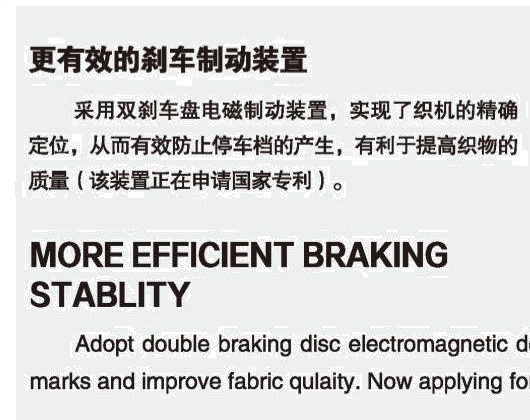 更有效的刹车制动装置
采用双刹车盘电磁制动装置，实现了织机的精确
定位，从而有效防止停车档的产生，有利于提高织物的
质量（该装置正在申请国家专利）。
MORE EFFICIENT BRAKING
STABLITY
Adopt double braking disc electromagnetic
marks and improve fabric qulaity. Now applying